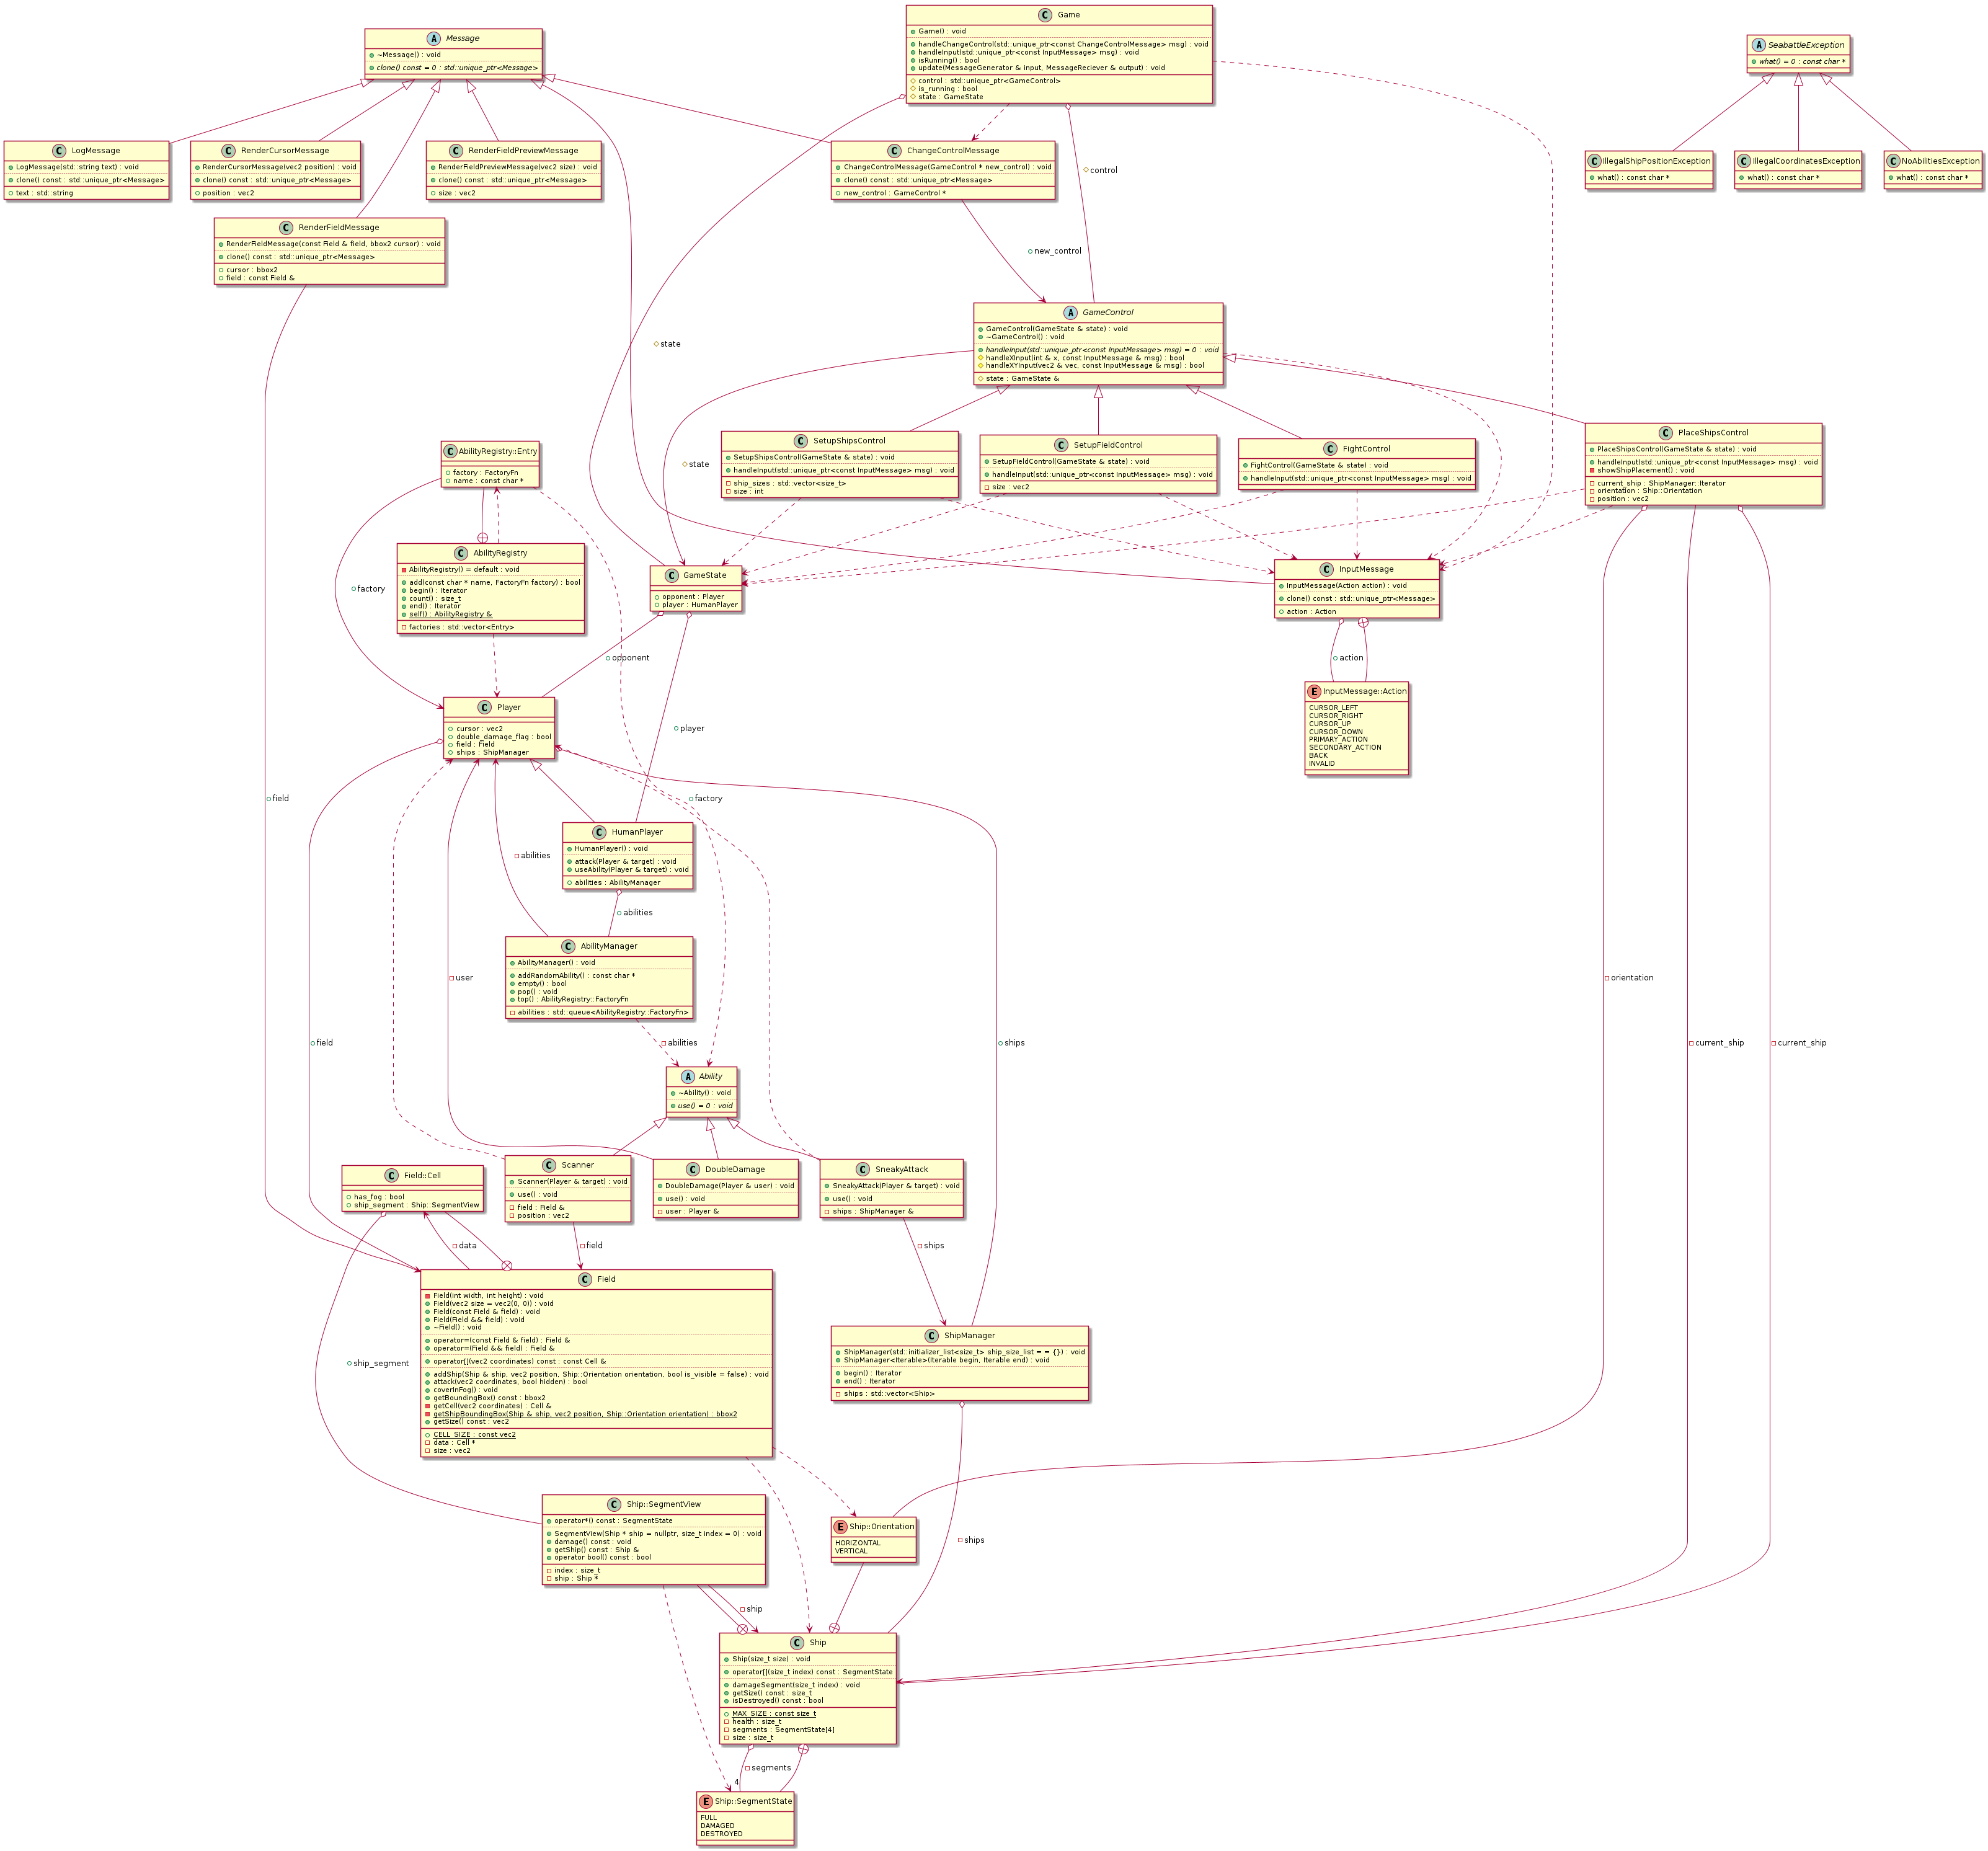 Game
Game() : void
handleChangeControl(std::unique_ptr<const ChangeControlMessage> msg) : void
handleInput(std::unique_ptr<const InputMessage> msg) : void
isRunning() : bool
update(MessageGenerator & input, MessageReciever & output) : void
control : std::unique_ptr<GameControl>
is_running : bool
state : GameState
Message
~Message() : void
clone() const = 0 : std::unique_ptr<Message>
SeabattleException
what() = 0 : const char *
LogMessage
LogMessage(std::string text) : void
clone() const : std::unique_ptr<Message>
text : std::string
RenderCursorMessage
RenderCursorMessage(vec2 position) : void
clone() const : std::unique_ptr<Message>
position : vec2
RenderFieldPreviewMessage
RenderFieldPreviewMessage(vec2 size) : void
clone() const : std::unique_ptr<Message>
size : vec2
ChangeControlMessage
ChangeControlMessage(GameControl * new_control) : void
clone() const : std::unique_ptr<Message>
new_control : GameControl *
control
IllegalShipPositionException
what() : const char *
IllegalCoordinatesException
what() : const char *
NoAbilitiesException
what() : const char *
RenderFieldMessage
RenderFieldMessage(const Field & field, bbox2 cursor) : void
clone() const : std::unique_ptr<Message>
cursor : bbox2
field : const Field &
new_control
state
GameControl
GameControl(GameState & state) : void
~GameControl() : void
handleInput(std::unique_ptr<const InputMessage> msg) = 0 : void
handleXInput(int & x, const InputMessage & msg) : bool
handleXYInput(vec2 & vec, const InputMessage & msg) : bool
state : GameState &
state
SetupShipsControl
SetupShipsControl(GameState & state) : void
handleInput(std::unique_ptr<const InputMessage> msg) : void
ship_sizes : std::vector<size_t>
size : int
SetupFieldControl
SetupFieldControl(GameState & state) : void
handleInput(std::unique_ptr<const InputMessage> msg) : void
size : vec2
FightControl
FightControl(GameState & state) : void
handleInput(std::unique_ptr<const InputMessage> msg) : void
PlaceShipsControl
PlaceShipsControl(GameState & state) : void
handleInput(std::unique_ptr<const InputMessage> msg) : void
showShipPlacement() : void
current_ship : ShipManager::Iterator
orientation : Ship::Orientation
position : vec2
AbilityRegistry::Entry
factory : FactoryFn
name : const char *
AbilityRegistry
AbilityRegistry() = default : void
add(const char * name, FactoryFn factory) : bool
begin() : Iterator
count() : size_t
end() : Iterator
self() : AbilityRegistry &
factories : std::vector<Entry>
factory
GameState
opponent : Player
player : HumanPlayer
InputMessage
InputMessage(Action action) : void
clone() const : std::unique_ptr<Message>
action : Action
opponent
action
InputMessage::Action
CURSOR_LEFT
CURSOR_RIGHT
CURSOR_UP
CURSOR_DOWN
PRIMARY_ACTION
SECONDARY_ACTION
BACK
INVALID
Player
cursor : vec2
double_damage_flag : bool
field : Field
ships : ShipManager
player
field
factory
HumanPlayer
HumanPlayer() : void
attack(Player & target) : void
useAbility(Player & target) : void
abilities : AbilityManager
abilities
abilities
AbilityManager
AbilityManager() : void
addRandomAbility() : const char *
empty() : bool
pop() : void
top() : AbilityRegistry::FactoryFn
abilities : std::queue<AbilityRegistry::FactoryFn>
user
orientation
field
abilities
ships
current_ship
current_ship
Ability
~Ability() : void
use() = 0 : void
Field::Cell
has_fog : bool
ship_segment : Ship::SegmentView
Scanner
Scanner(Player & target) : void
use() : void
field : Field &
position : vec2
DoubleDamage
DoubleDamage(Player & user) : void
use() : void
user : Player &
SneakyAttack
SneakyAttack(Player & target) : void
use() : void
ships : ShipManager &
data
field
ships
Field
Field(int width, int height) : void
Field(vec2 size = vec2(0, 0)) : void
Field(const Field & field) : void
Field(Field && field) : void
~Field() : void
operator=(const Field & field) : Field &
operator=(Field && field) : Field &
operator[](vec2 coordinates) const : const Cell &
addShip(Ship & ship, vec2 position, Ship::Orientation orientation, bool is_visible = false) : void
attack(vec2 coordinates, bool hidden) : bool
coverInFog() : void
getBoundingBox() const : bbox2
getCell(vec2 coordinates) : Cell &
getShipBoundingBox(Ship & ship, vec2 position, Ship::Orientation orientation) : bbox2
getSize() const : vec2
CELL_SIZE : const vec2
data : Cell *
size : vec2
ShipManager
ShipManager(std::initializer_list<size_t> ship_size_list = = {}) : void
ShipManager<Iterable>(Iterable begin, Iterable end) : void
begin() : Iterator
end() : Iterator
ships : std::vector<Ship>
ship_segment
Ship::SegmentView
operator*() const : SegmentState
SegmentView(Ship * ship = nullptr, size_t index = 0) : void
damage() const : void
getShip() const : Ship &
operator bool() const : bool
index : size_t
ship : Ship *
Ship::Orientation
HORIZONTAL
VERTICAL
ships
ship
Ship
Ship(size_t size) : void
operator[](size_t index) const : SegmentState
damageSegment(size_t index) : void
getSize() const : size_t
isDestroyed() const : bool
MAX_SIZE : const size_t
health : size_t
segments : SegmentState[4]
size : size_t
segments
4
Ship::SegmentState
FULL
DAMAGED
DESTROYED